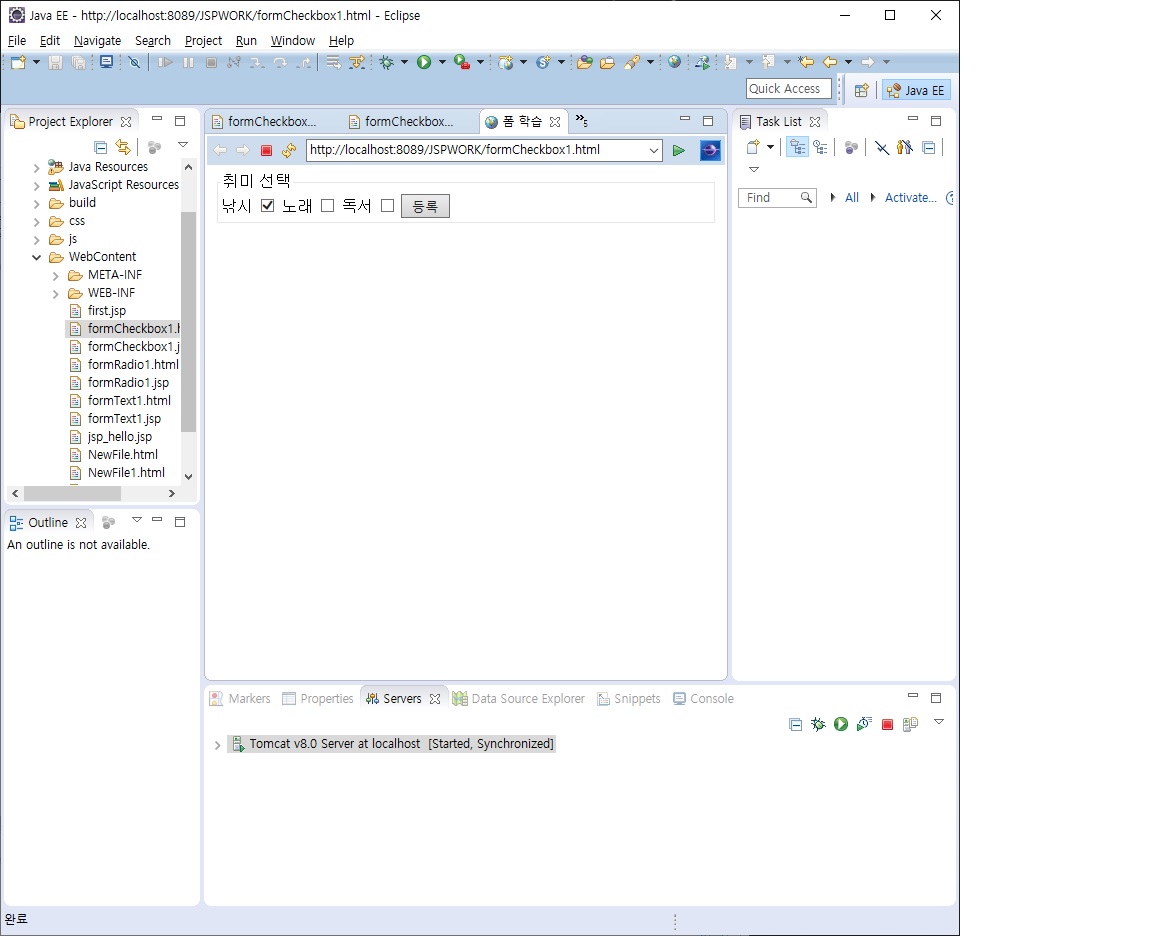 Java EE - http://localhost:8089/JSPWORK/formCheckbox1.html - Eclipse
File Edit Navigate Search Project Run Window Help
Quick Access Java EE
Project Explorer
Java Resources
JavaScript Resources
build
css
js
WebContent
META-INF
WEB-INF
first.jsp
formCheckbox1.h
formCheckbox1.j
formRadio1.html
formRadio1.jsp
formText1.html
formText1.jsp
jsp_hello.jsp
NewFile.html
NewFile1.html
Outline
An outline is not available.
formCheckbox... formCheckbox... 폼 학습 »5
http://localhost:8089/JSPWORK/formCheckbox1.html
취미 선택
낚시 노래 독서 등록
Task List
Find All Activate...
Markers Properties Servers Data Source Explorer Snippets Console
Tomcat v8.0 Server at localhost [Started, Synchronized]
완료